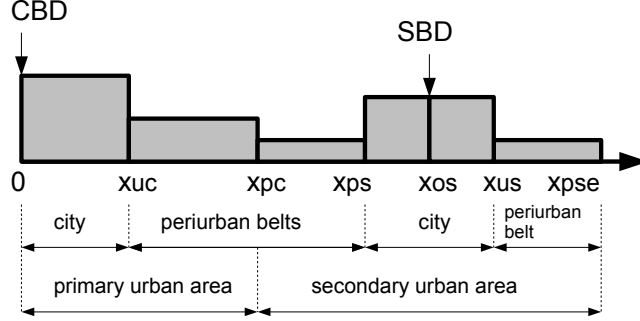 CBD
SBD
0 xuc xpc xps xos xus xpse
city periurban belts city periurban belt
primary urban area secondary urban area